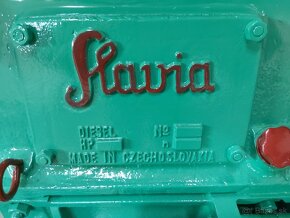 Slavia
DIESEL No
HP n
MADE IN CZECHOSLOVAKIA